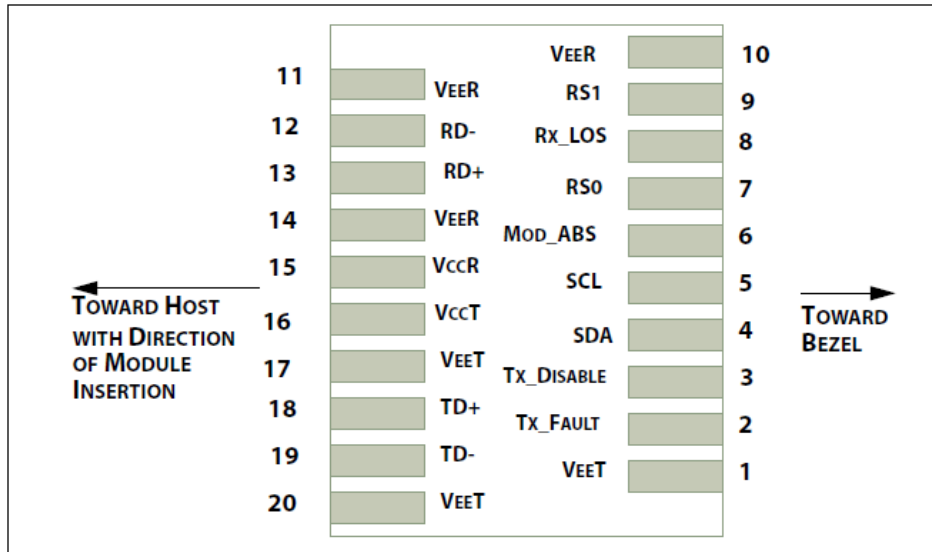 11
VEER
12
RD-
13
RD+
14
VEER
15
VCCR
16
VCCT
17
VEET
18
TD+
19
TD-
20
VEET
TOWARD HOST
WITH DIRECTION
OF MODULE
INSERTION
VEER
10
RS1
9
RX_LOS
8
RS0
7
MOD_ABS
6
SCL
5
SDA
4
TX_DISABLE
3
TX_FAULT
2
VEET
1
TOWARD
BEZEL